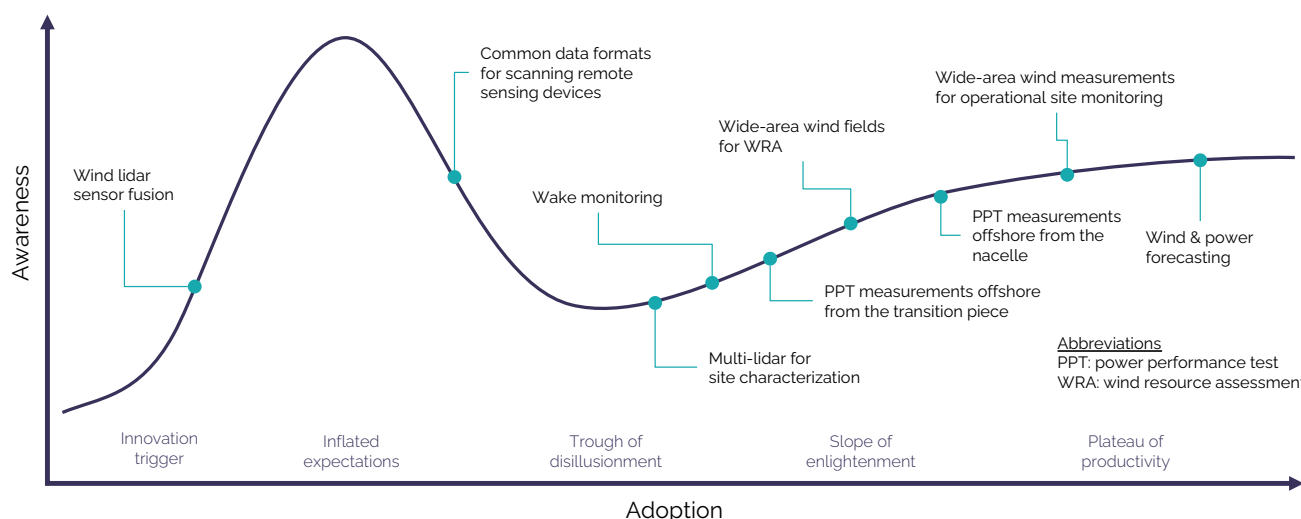 Common data formats
for scanning remote
sensing devices
Wide-area wind measurements
for operational site monitoring
Wide-area wind fields
for WRA
Wind lidar
sensor fusion
Wake monitoring
PPT measurements
offshore from the
nacelle
Wind & power
forecasting
PPT measurements offshore
from the transition piece
Multi-lidar for
site characterization
Abbreviations
PPT: power performance test
WRA: wind resource assessment
Awareness
Innovation
trigger
Inflated
expectations
Trough of
disillusionment
Slope of
enlightenment
Plateau of
productivity
Adoption